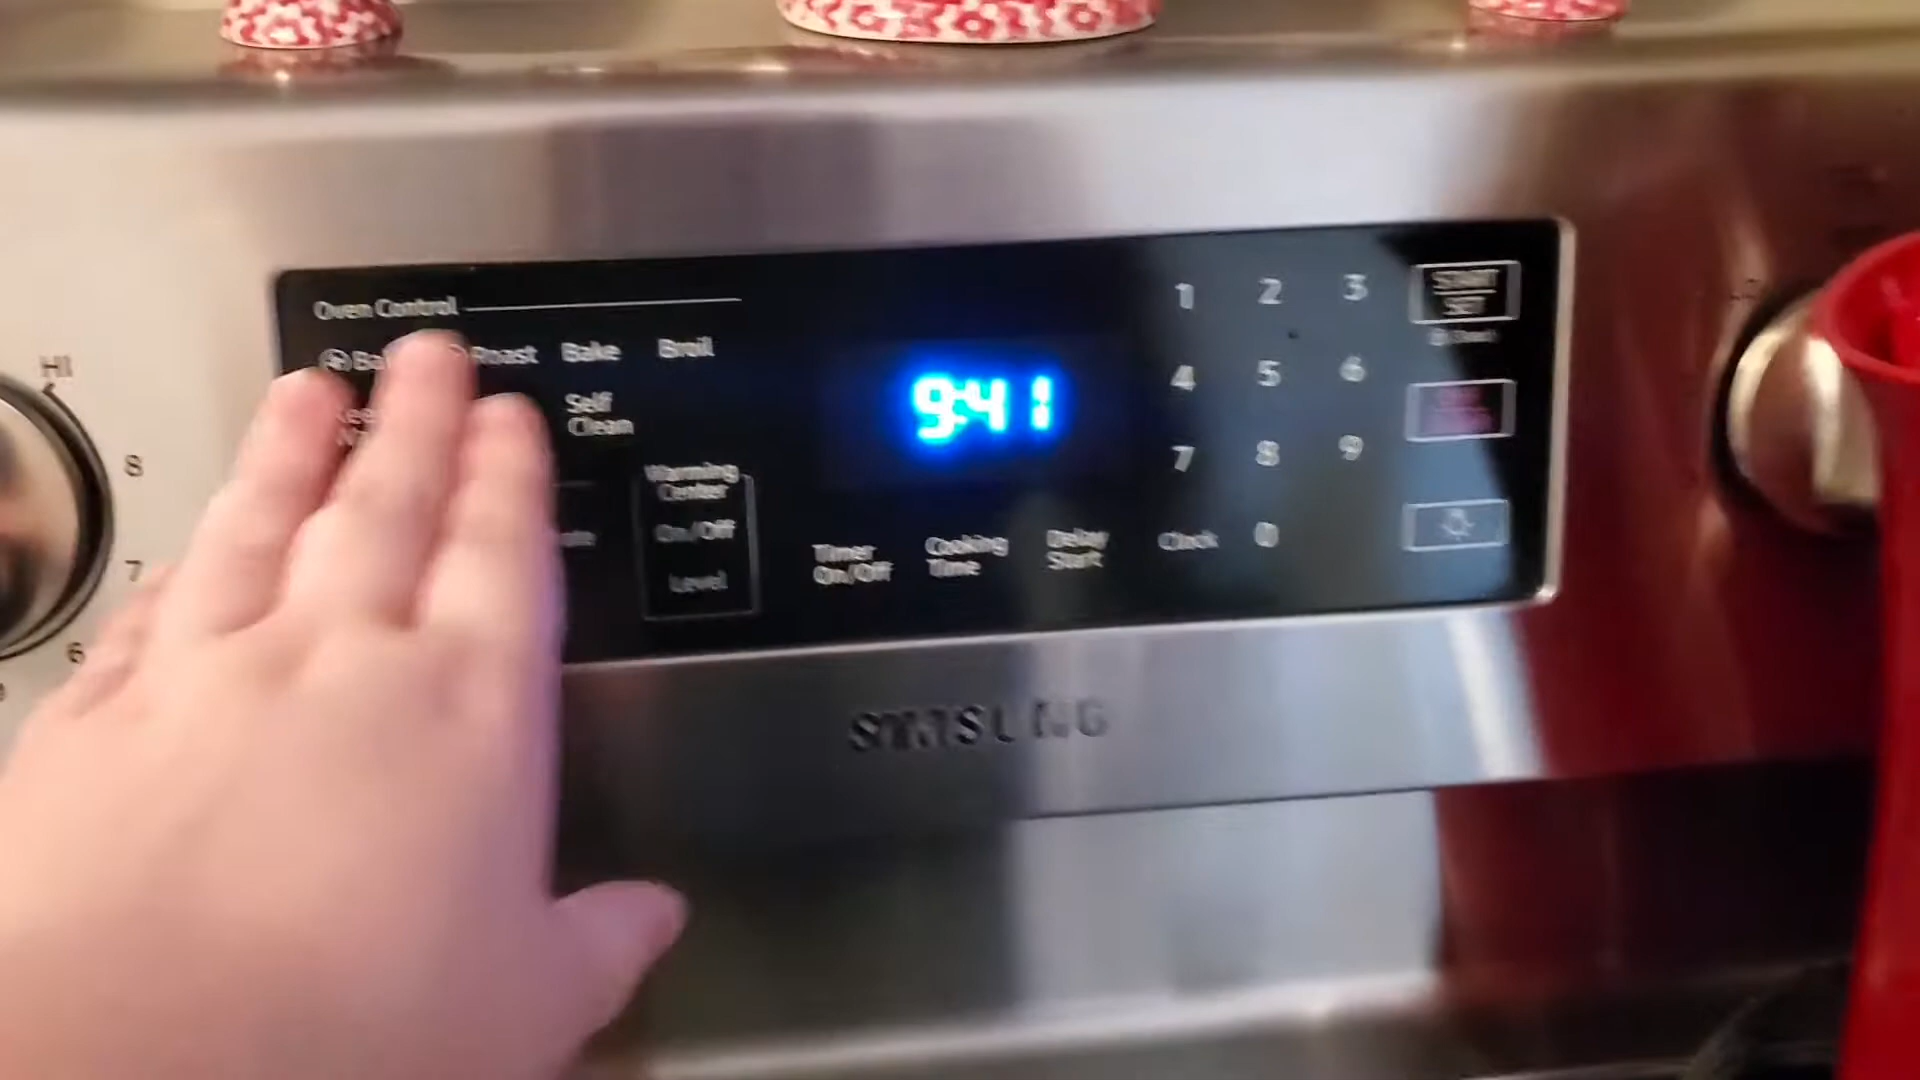 Oven Control
Roast Bake Broil
Self
Clean
Warming
Center
On/Off
Level
9:41
Timer
On/Off
Cooking
Time
Delay
Start
Clock
1 2 3
4 5 6
7 8 9
0
START
SET
HI
8
7
6
SAMSUNG